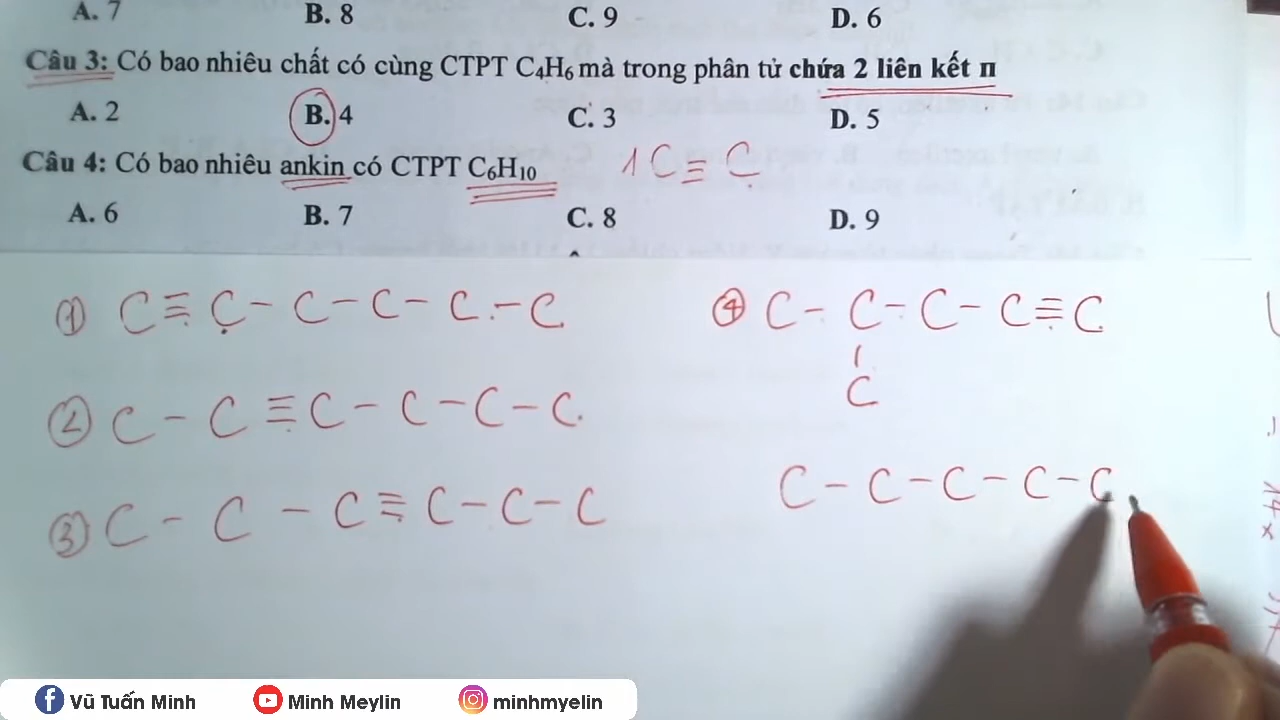 A. 7 B. 8 C. 9 D. 6
Câu 3: Có bao nhiêu chất có cùng CTPT C₄H₆ mà trong phân tử chứa 2 liên kết π
A. 2 B. 4 C. 3 D. 5
Câu 4: Có bao nhiêu ankin có CTPT C₆H₁₀ 1 C ≡ C
A. 6 B. 7 C. 8 D. 9
① C ≡ C – C – C – C – C
② C – C ≡ C – C – C – C
③ C – C – C ≡ C – C – C
④ C – C – C – C ≡ C
C
C – C – C – C – C
Vũ Tuấn Minh Minh Meylin minhmyelin